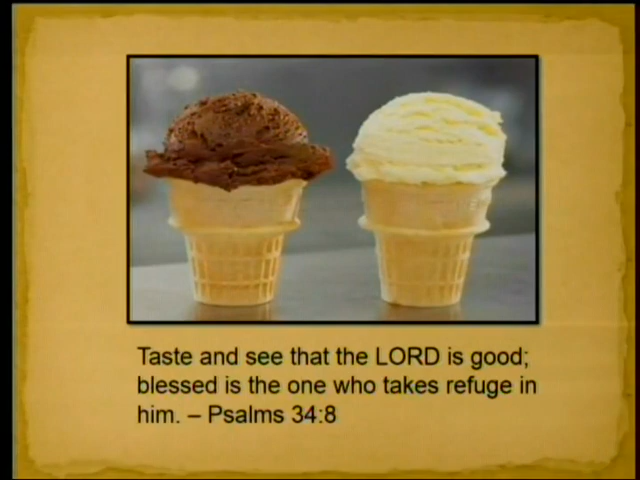 Taste and see that the LORD is good;
blessed is the one who takes refuge in
him. – Psalms 34:8